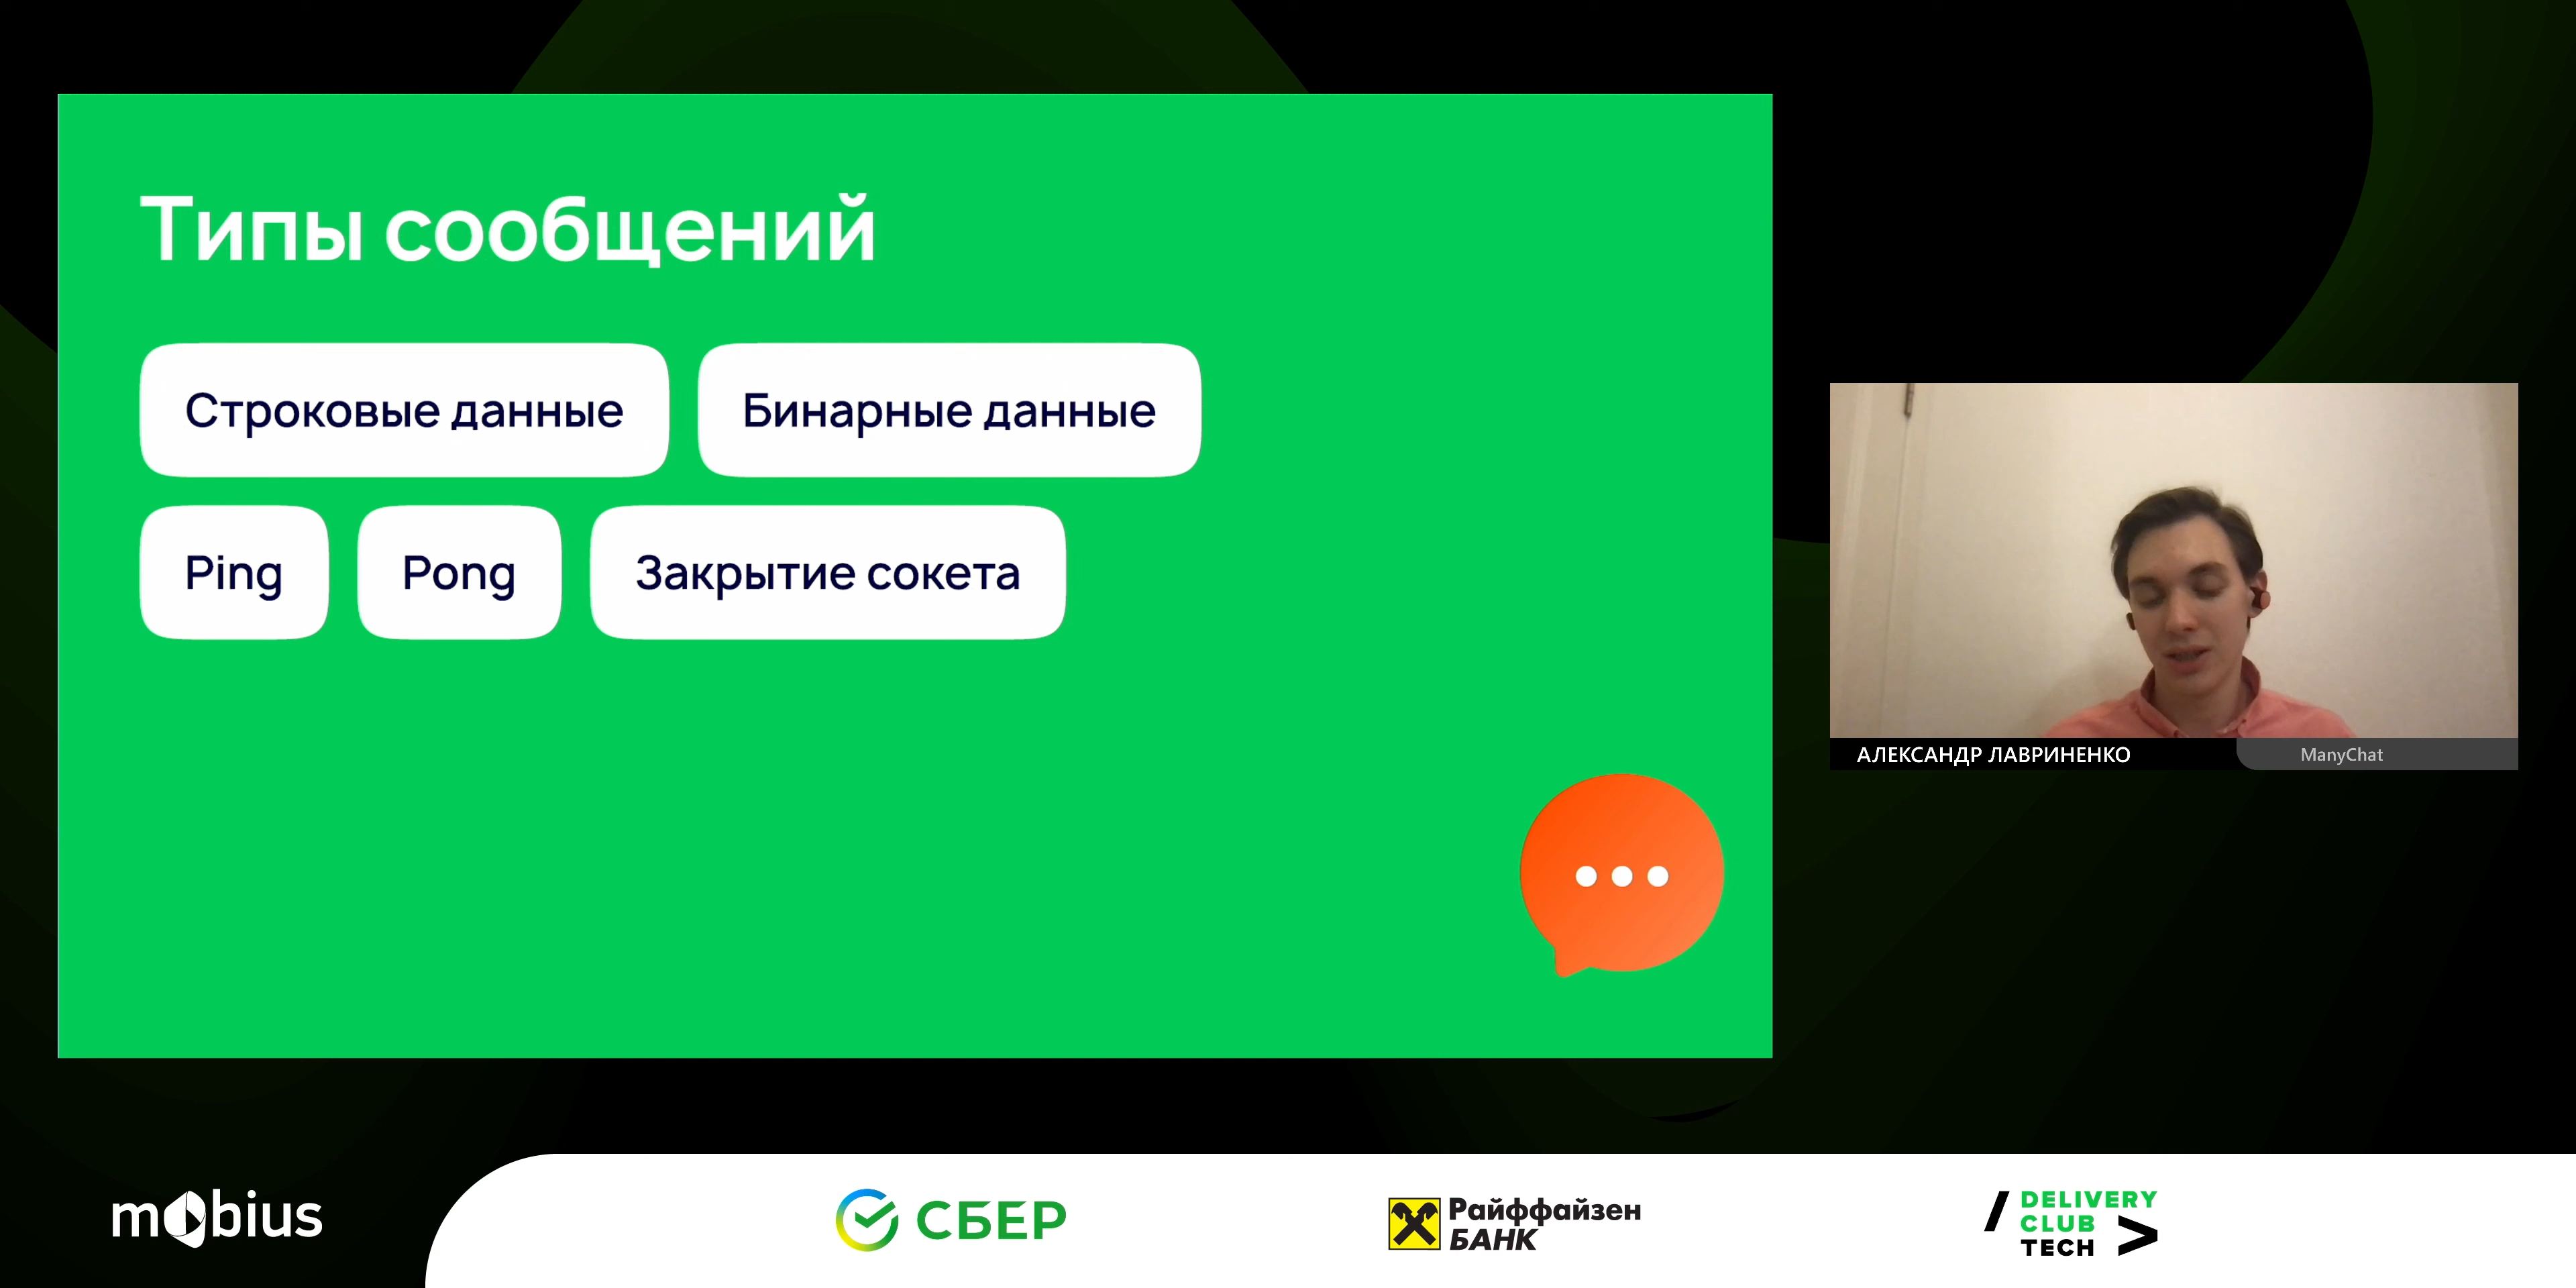 Типы сообщений
Строковые данные
Бинарные данные
Ping
Pong
Закрытие сокета
АЛЕКСАНДР ЛАВРИНЕНКО
ManyChat
mobius
СБЕР
Райффайзен
БАНК
DELIVERY
CLUB
TECH